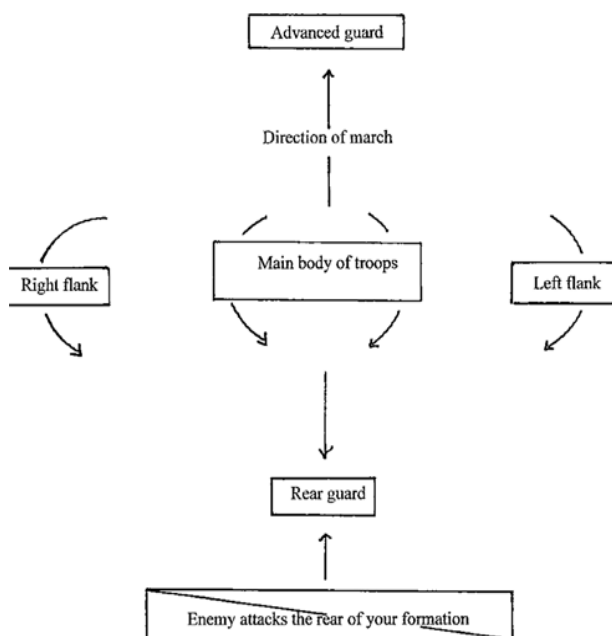 Advanced guard
Direction of march
Main body of troops
Right flank
Left flank
Rear guard
Enemy attacks the rear of your formation